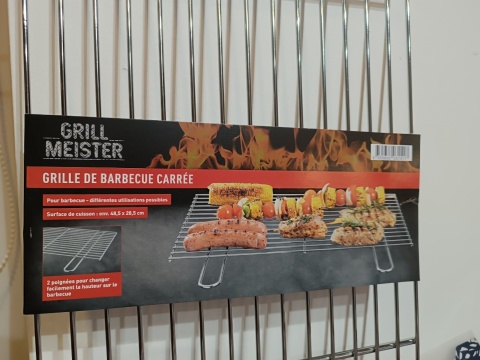 GRILL
MEISTER
GRILLE DE BARBECUE CARRÉE
Pour barbecue - différentes utilisations possibles
Surface de cuisson : env. 48,5 x 28,5 cm
2 poignées pour changer
facilement la hauteur sur le
barbecue